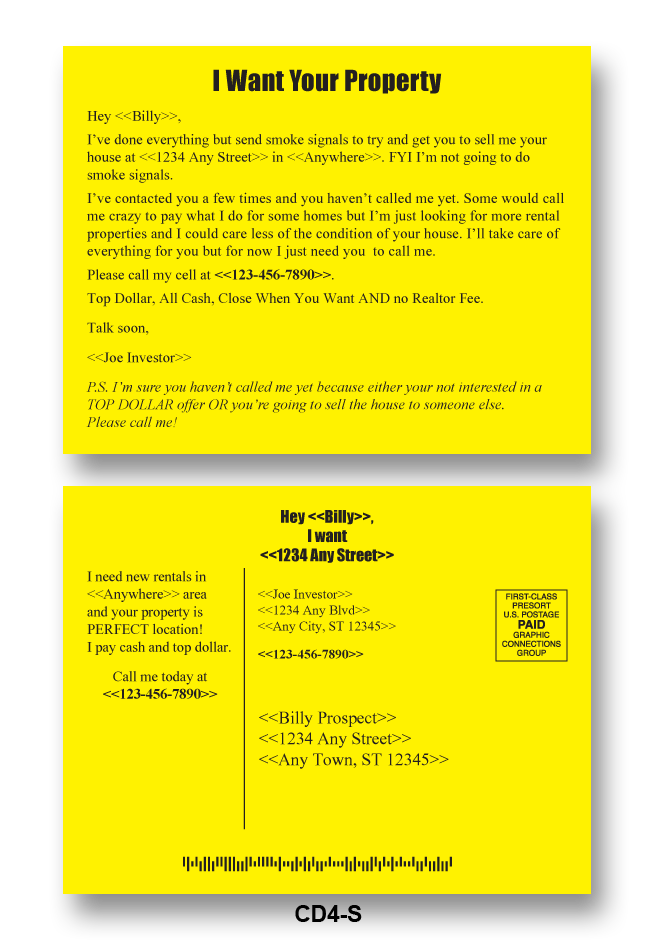 I Want Your Property
Hey <<Billy>>,
I've done everything but send smoke signals to try and get you to sell me your
house at <<1234 Any Street>> in <<Anywhere>>. FYI I'm not going to do
smoke signals.
I've contacted you a few times and you haven't called me yet. Some would call
me crazy to pay what I do for some homes but I'm just looking for more rental
properties and I could care less of the condition of your house. I'll take care of
everything for you but for now I just need you  to call me.
Please call my cell at <<123-456-7890>>.
Top Dollar, All Cash, Close When You Want AND no Realtor Fee.
Talk soon,
<<Joe Investor>>
P.S. I'm sure you haven't called me yet because either your not interested in a
TOP DOLLAR offer OR you're going to sell the house to someone else.
Please call me!
Hey <<Billy>>,
I want
<<1234 Any Street>>
I need new rentals in
<<Anywhere>> area
and your property is
PERFECT location!
I pay cash and top dollar.
Call me today at
<<123-456-7890>>
<<Joe Investor>>
<<1234 Any Blvd>>
<<Any City, ST 12345>>
<<123-456-7890>>
FIRST-CLASS
PRESORT
U.S. POSTAGE
PAID
GRAPHIC
CONNECTIONS
GROUP
<<Billy Prospect>>
<<1234 Any Street>>
<<Any Town, ST 12345>>
CD4-S